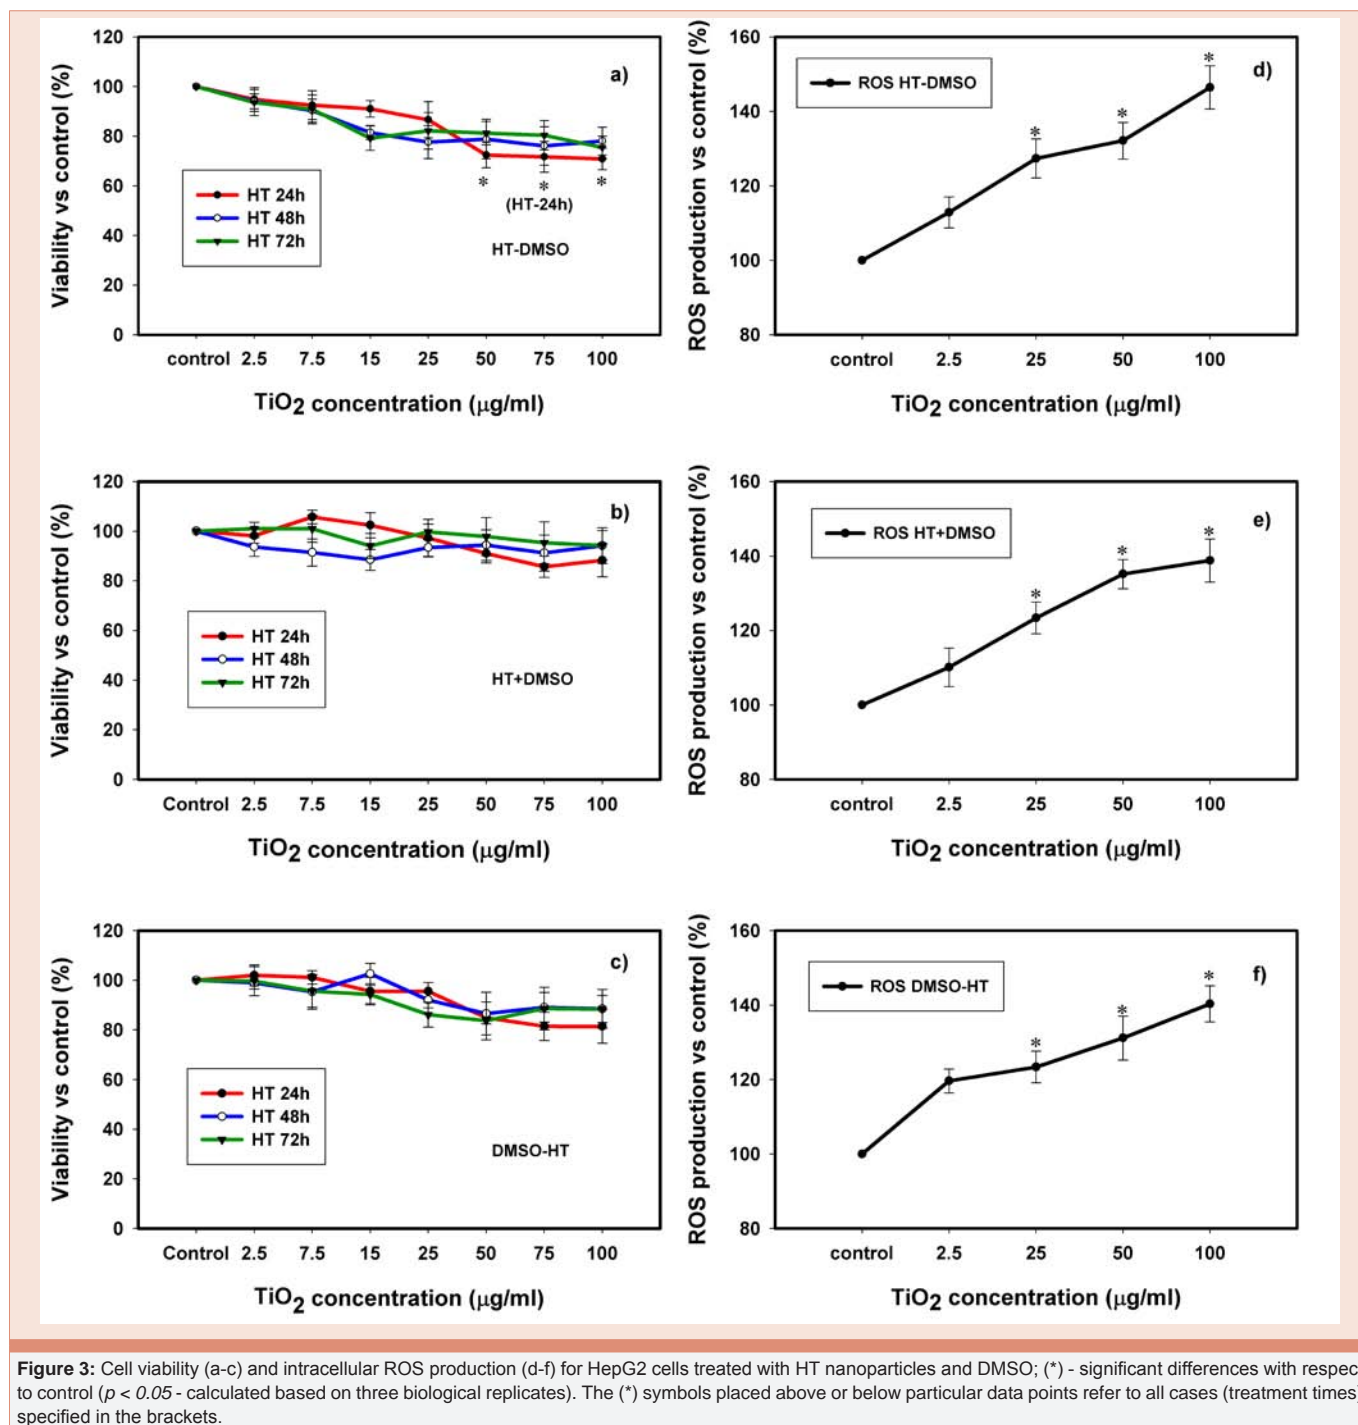 120
100
80
60
40
20
0
Viability vs control (%)
a)
HT 24h
HT 48h
HT 72h
* * *
(HT-24h)
HT-DMSO
control 2.5 7.5 15 25 50 75 100
TiO2 concentration (μg/ml)
160
140
120
100
80
ROS production vs control (%)
ROS HT-DMSO
d)
* * *
control 2.5 25 50 100
TiO2 concentration (μg/ml)
120
100
80
60
40
20
0
Viability vs control (%)
b)
HT 24h
HT 48h
HT 72h
HT+DMSO
Control 2.5 7.5 15 25 50 75 100
TiO2 concentration (μg/ml)
160
140
120
100
80
ROS production vs control (%)
ROS HT+DMSO
e)
* * *
control 2.5 25 50 100
TiO2 concentration (μg/ml)
120
100
80
60
40
20
0
Viability vs control (%)
c)
HT 24h
HT 48h
HT 72h
DMSO-HT
Control 2.5 7.5 15 25 50 75 100
TiO2 concentration (μg/ml)
160
140
120
100
80
ROS production vs control (%)
ROS DMSO-HT
f)
* * *
control 2.5 25 50 100
TiO2 concentration (μg/ml)
Figure 3: Cell viability (a-c) and intracellular ROS production (d-f) for HepG2 cells treated with HT nanoparticles and DMSO; (*) - significant differences with respec
to control (p < 0.05 - calculated based on three biological replicates). The (*) symbols placed above or below particular data points refer to all cases (treatment times
specified in the brackets.